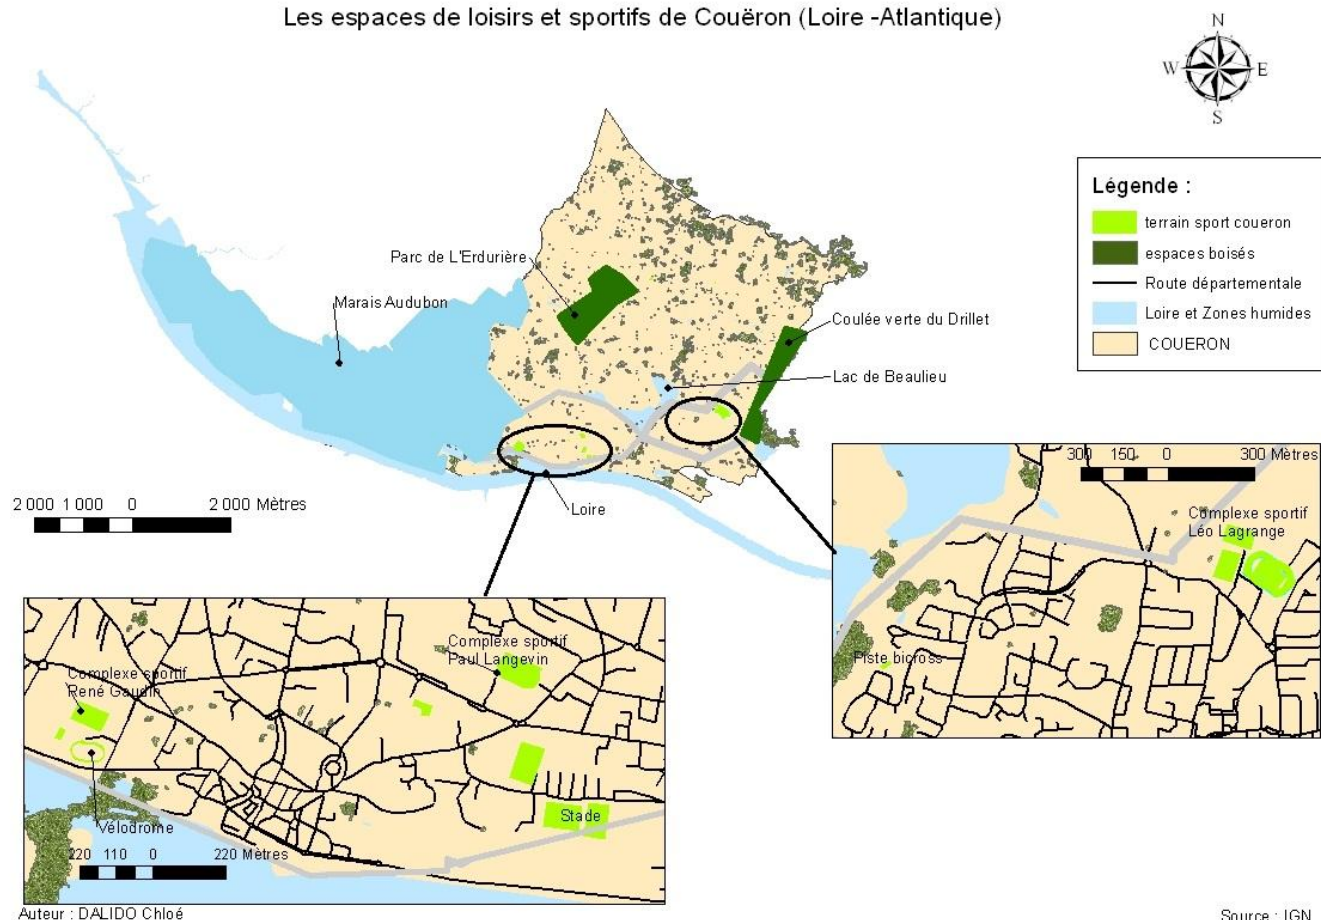 Les espaces de loisirs et sportifs de Couëron (Loire -Atlantique)
N
W
E
S
Légende :
terrain sport coueron
espaces boisés
Route départementale
Loire et Zones humides
COUERON
Parc de L'Erdurière
Marais Audubon
Coulée verte du Drillet
Lac de Beaulieu
Loire
2 000 1 000 0 2 000 Mètres
300 150 0 300 Mètres
Complexe sportif
Léo Lagrange
Piste bicross
Complexe sportif
Paul Langevin
Complexe sportif
René Gaudin
Stade
Vélodrome
220 110 0 220 Mètres
Auteur : DALIDO Chloé
Source : IGN